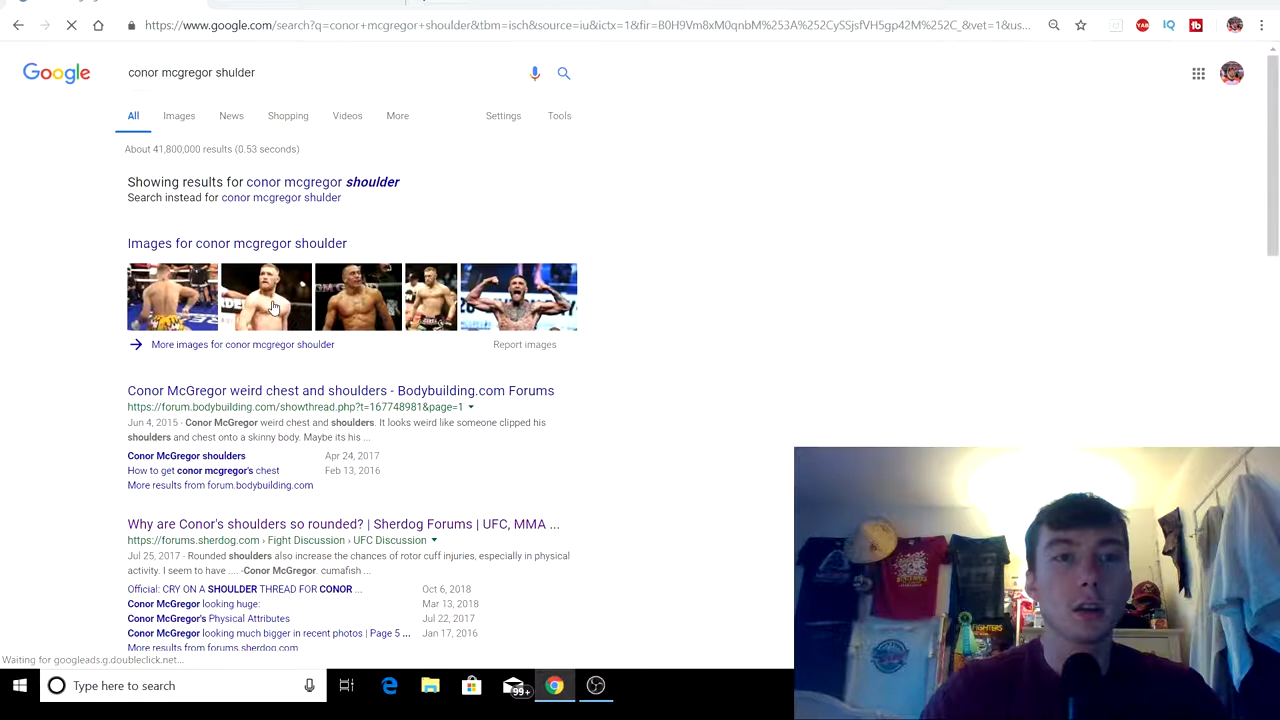 https://www.google.com/search?q=conor+mcgregor+shoulder&tbm=isch&source=iu&ictx=1&fir=B0H9Vm8xM0qnbM%253A%252CySSjsfVH5gp42M%252C_&vet=1&us...
Google
conor mcgregor shulder
All Images News Shopping Videos More Settings Tools
About 41,800,000 results (0.53 seconds)
Showing results for conor mcgregor shoulder
Search instead for conor mcgregor shulder
Images for conor mcgregor shoulder
More images for conor mcgregor shoulder Report images
Conor McGregor weird chest and shoulders - Bodybuilding.com Forums
https://forum.bodybuilding.com/showthread.php?t=167748981&page=1
Jun 4, 2015 · Conor McGregor weird chest and shoulders. It looks weird like someone clipped his
shoulders and chest onto a skinny body. Maybe its his ...
Conor McGregor shoulders Apr 24, 2017
How to get conor mcgregor's chest Feb 13, 2016
More results from forum.bodybuilding.com
Why are Conor's shoulders so rounded? | Sherdog Forums | UFC, MMA ...
https://forums.sherdog.com › Fight Discussion › UFC Discussion
Jul 25, 2017 · Rounded shoulders also increase the chances of rotor cuff injuries, especially in physical
activity. I seem to have .... -Conor McGregor. cumafish ...
Official: CRY ON A SHOULDER THREAD FOR CONOR ... Oct 6, 2018
Conor McGregor looking huge: Mar 13, 2018
Conor McGregor's Physical Attributes Jul 22, 2017
Conor McGregor looking much bigger in recent photos | Page 5 ... Jan 17, 2016
More results from forums.sherdog.com
Waiting for googleads.g.doubleclick.net...
Type here to search
99+